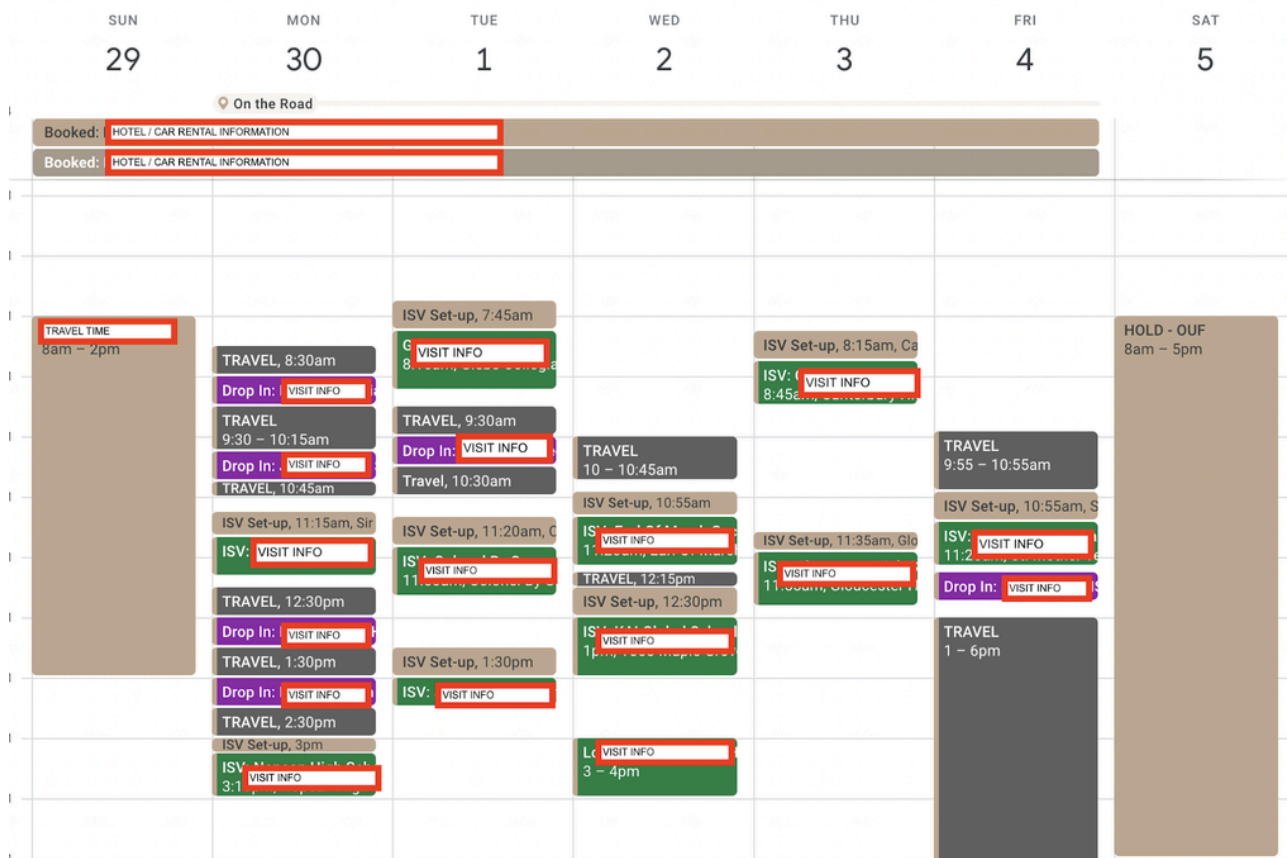 SUN MON TUE WED THU FRI SAT
29 30 1 2 3 4 5
On the Road
Booked: HOTEL / CAR RENTAL INFORMATION
Booked: HOTEL / CAR RENTAL INFORMATION
TRAVEL TIME
8am – 2pm
TRAVEL, 8:30am
Drop In: VISIT INFO
TRAVEL
9:30 – 10:15am
Drop In: VISIT INFO
TRAVEL, 10:45am
ISV Set-up, 11:15am, Sir
ISV: VISIT INFO
TRAVEL, 12:30pm
Drop In: VISIT INFO
TRAVEL, 1:30pm
Drop In: VISIT INFO
TRAVEL, 2:30pm
ISV Set-up, 3pm
ISV: VISIT INFO
ISV Set-up, 7:45am
VISIT INFO
TRAVEL, 9:30am
Drop In: VISIT INFO
Travel, 10:30am
ISV Set-up, 11:20am, C
VISIT INFO
ISV Set-up, 1:30pm
ISV: VISIT INFO
TRAVEL
10 – 10:45am
ISV Set-up, 10:55am
VISIT INFO
TRAVEL, 12:15pm
ISV Set-up, 12:30pm
VISIT INFO
1pm,
VISIT INFO
3 – 4pm
ISV Set-up, 8:15am, Ca
ISV: VISIT INFO
8:45am,
ISV Set-up, 11:35am, Glo
VISIT INFO
TRAVEL
9:55 – 10:55am
ISV Set-up, 10:55am, S
ISV: VISIT INFO
Drop In: VISIT INFO
TRAVEL
1 – 6pm
HOLD - OUF
8am – 5pm